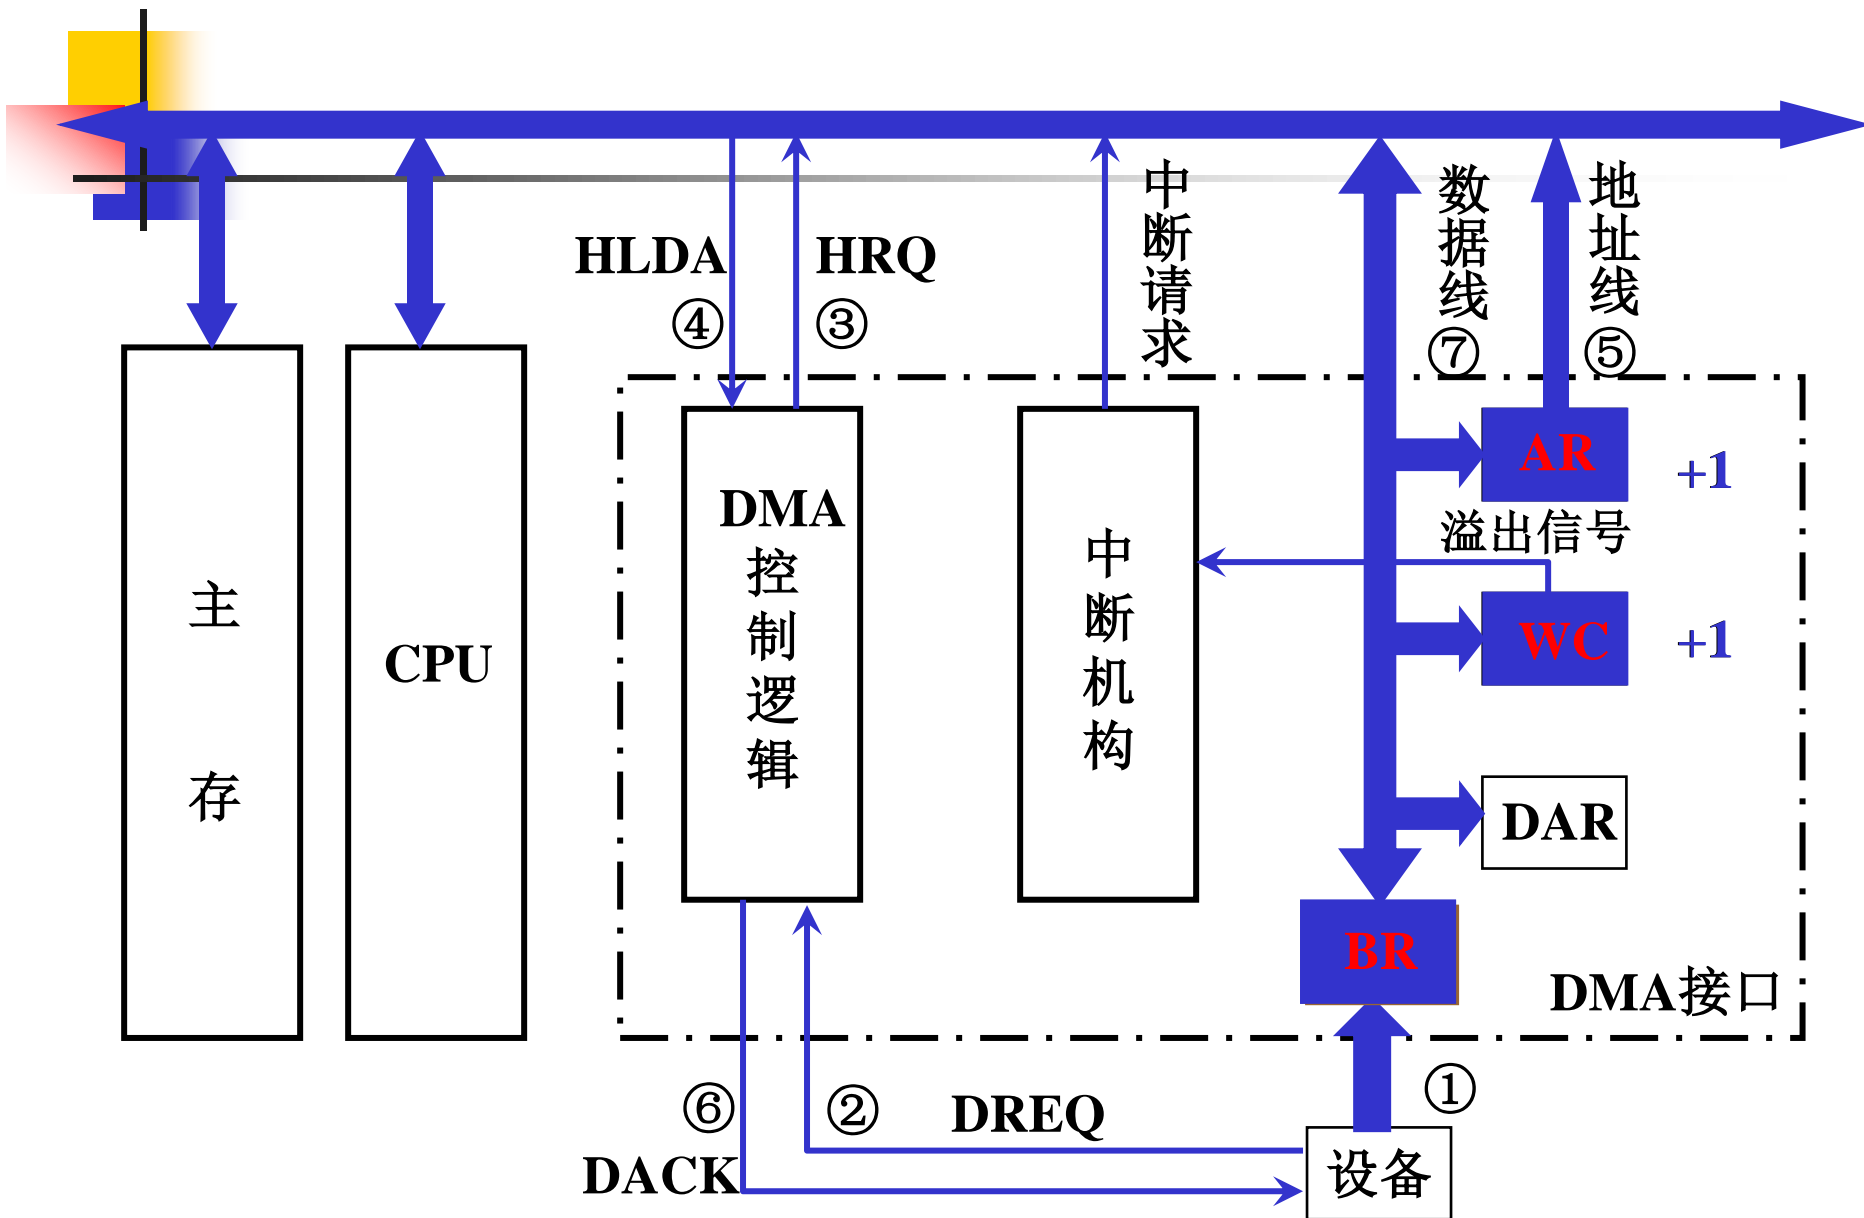 HLDA
④
HRQ
③
中断请求
数据线
⑦
地址线
⑤
主存
CPU
DMA
控制逻辑
中断机构
AR
+1
溢出信号
WC
+1
DAR
BR
DMA接口
①
⑥
②
DREQ
DACK
设备